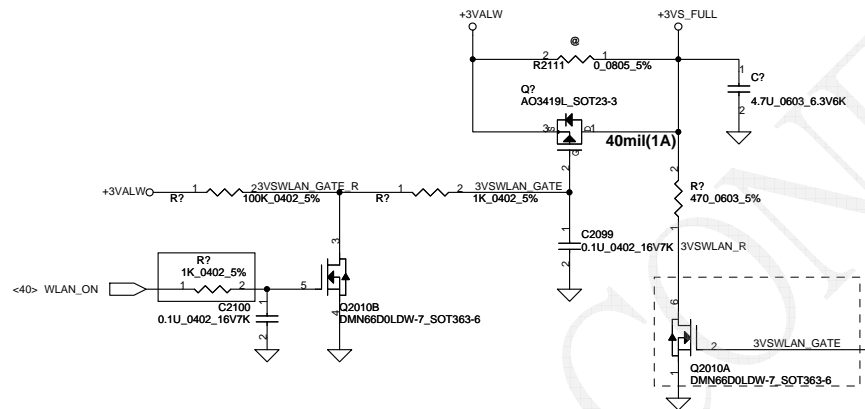 +3VALW
+3VS_FULL
@
2
1
R2111
0_0805_5%
Q?
AO3419L_SOT23-3
1
C?
4.7U_0603_6.3V6K
2
3
S
D
1
G
2
40mil(1A)
+3VALW
1
2
3VSWLAN_GATE_R
R?
100K_0402_5%
1
2
3VSWLAN_GATE
R?
1K_0402_5%
2
R?
470_0603_5%
1
3VSWLAN_R
1
C2099
0.1U_0402_16V7K
2
R?
1K_0402_5%
<40>
WLAN_ON
1
2
3
5
4
1
C2100
0.1U_0402_16V7K
2
Q2010B
DMN66D0LDW-7_SOT363-6
6
2
3VSWLAN_GATE
1
Q2010A
DMN66D0LDW-7_SOT363-6
CON